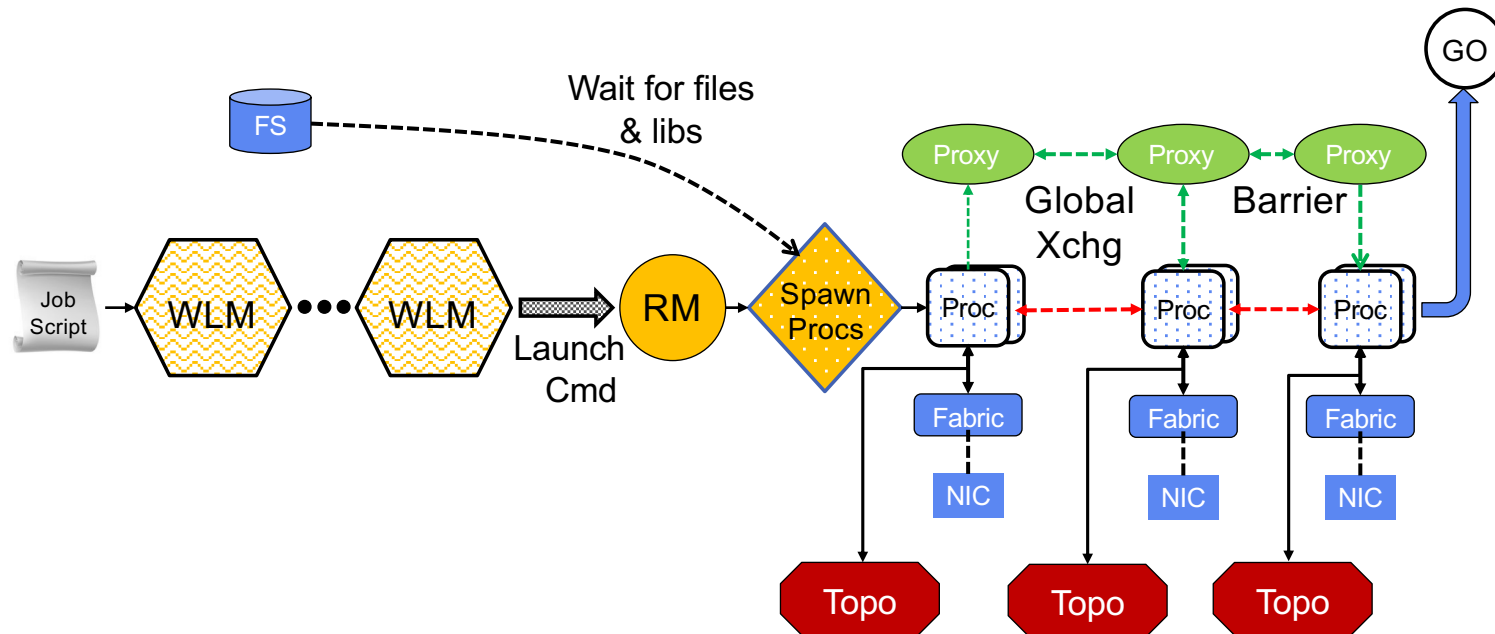 GO
Wait for files
& libs
FS
Proxy
Proxy
Proxy
Global
Xchg
Barrier
Job
Script
WLM
WLM
Launch
Cmd
RM
Spawn
Procs
Proc
Proc
Proc
Fabric
Fabric
Fabric
NIC
NIC
NIC
Topo
Topo
Topo